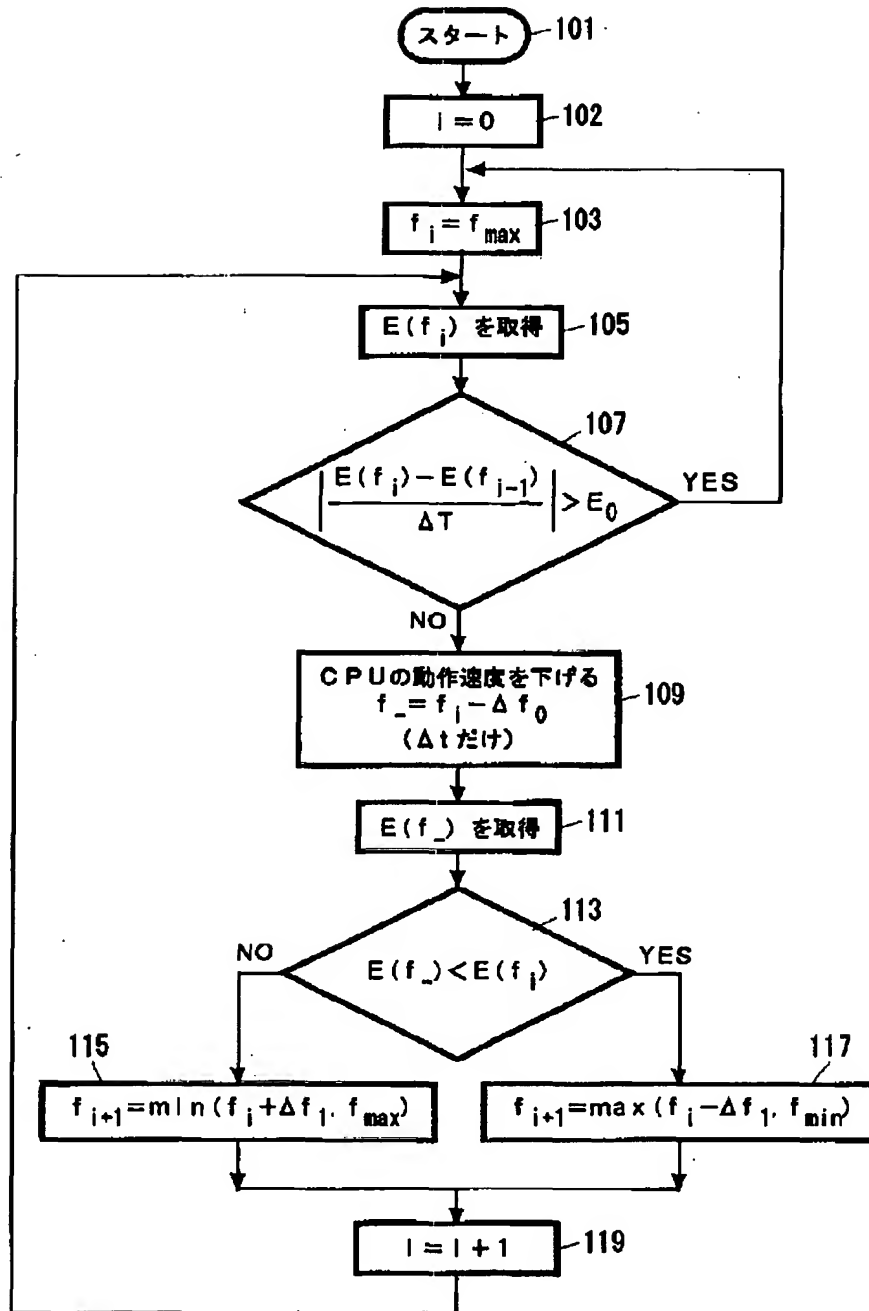 スタート 101
i=0 102
f_i=f_max 103
E(f_i) を取得 105
107
|E(f_i)-E(f_{i-1})/ΔT|>E_0
YES
NO
CPUの動作速度を下げる
f_-=f_i-Δf_0 109
(Δtだけ)
E(f_-) を取得 111
113
NO
YES
E(f_-)<E(f_i)
115
117
f_{i+1}=min(f_i+Δf_1, f_max)
f_{i+1}=max(f_i-Δf_1, f_min)
i=i+1 119